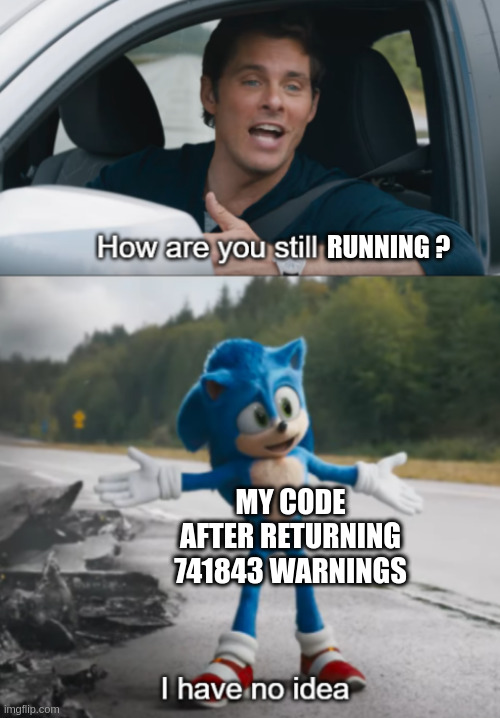 How are you still RUNNING ?
MY CODE
AFTER RETURNING
741843 WARNINGS
I have no idea
imgflip.com